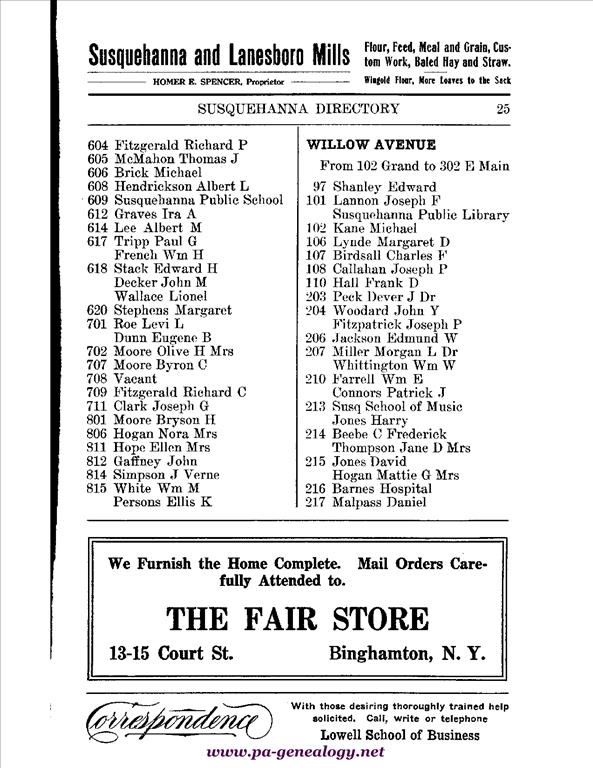 Susquehanna and Lanesboro Mills
HOMER E. SPENCER, Proprietor
Flour, Feed, Meal and Grain, Cus-
tom Work, Baled Hay and Straw.
Wingold Flour, More Loaves to the Sack
SUSQUEHANNA DIRECTORY 25
604 Fitzgerald Richard P
605 McMahon Thomas J
606 Brick Michael
608 Hendrickson Albert L
609 Susquehanna Public School
612 Graves Ira A
614 Lee Albert M
617 Tripp Paul G
French Wm H
618 Stack Edward H
Decker John M
Wallace Lionel
620 Stephens Margaret
701 Roe Levi L
Dunn Eugene B
702 Moore Olive H Mrs
707 Moore Byron C
708 Vacant
709 Fitzgerald Richard C
711 Clark Joseph G
801 Moore Bryson H
806 Hogan Nora Mrs
811 Hope Ellen Mrs
812 Gaffney John
814 Simpson J Verne
815 White Wm M
Persons Ellis K
WILLOW AVENUE
From 102 Grand to 302 E Main
97 Shanley Edward
101 Lannon Joseph F
Susquehanna Public Library
102 Kane Michael
106 Lynde Margaret D
107 Birdsall Charles F
108 Callahan Joseph P
110 Hall Frank D
203 Peck Dever J Dr
204 Woodard John Y
Fitzpatrick Joseph P
206 Jackson Edmund W
207 Miller Morgan L Dr
Whittington Wm W
210 Farrell Wm E
Connors Patrick J
213 Susq School of Music
Jones Harry
214 Beebe C Frederick
Thompson Jane D Mrs
215 Jones David
Hogan Mattie G Mrs
216 Barnes Hospital
217 Malpass Daniel
We Furnish the Home Complete. Mail Orders Care-
fully Attended to.
THE FAIR STORE
13-15 Court St. Binghamton, N. Y.
Correspondence
With those desiring thoroughly trained help
solicited. Call, write or telephone
Lowell School of Business
www.pa-genealogy.net